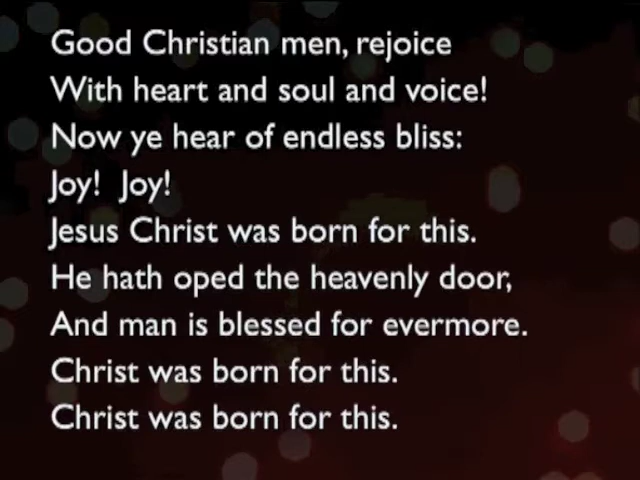 Good Christian men, rejoice
With heart and soul and voice!
Now ye hear of endless bliss:
Joy!  Joy!
Jesus Christ was born for this.
He hath oped the heavenly door,
And man is blessed for evermore.
Christ was born for this.
Christ was born for this.